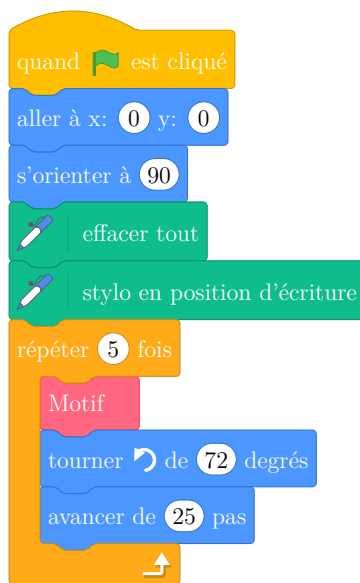 quand est cliqué
aller à x: 0 y: 0
s'orienter à 90
effacer tout
stylo en position d'écriture
répéter 5 fois
Motif
tourner de 72 degrés
avancer de 25 pas